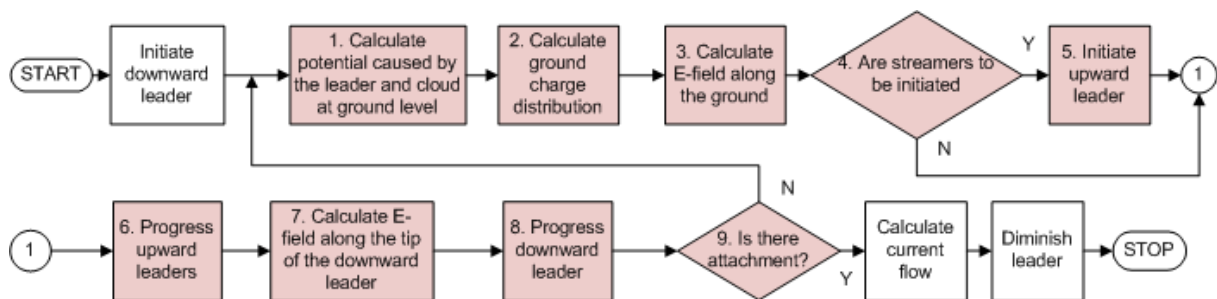 START
Initiate
downward
leader
1. Calculate
potential caused by
the leader and cloud
at ground level
2. Calculate
ground
charge
distribution
3. Calculate
E-field along
the ground
4. Are streamers to
be initiated
Y
N
5. Initiate
upward
leader
1
1
6. Progress
upward
leaders
7. Calculate E-
field along the tip
of the downward
leader
8. Progress
downward
leader
9. Is there
attachment?
N
Y
Calculate
current
flow
Diminish
leader
STOP